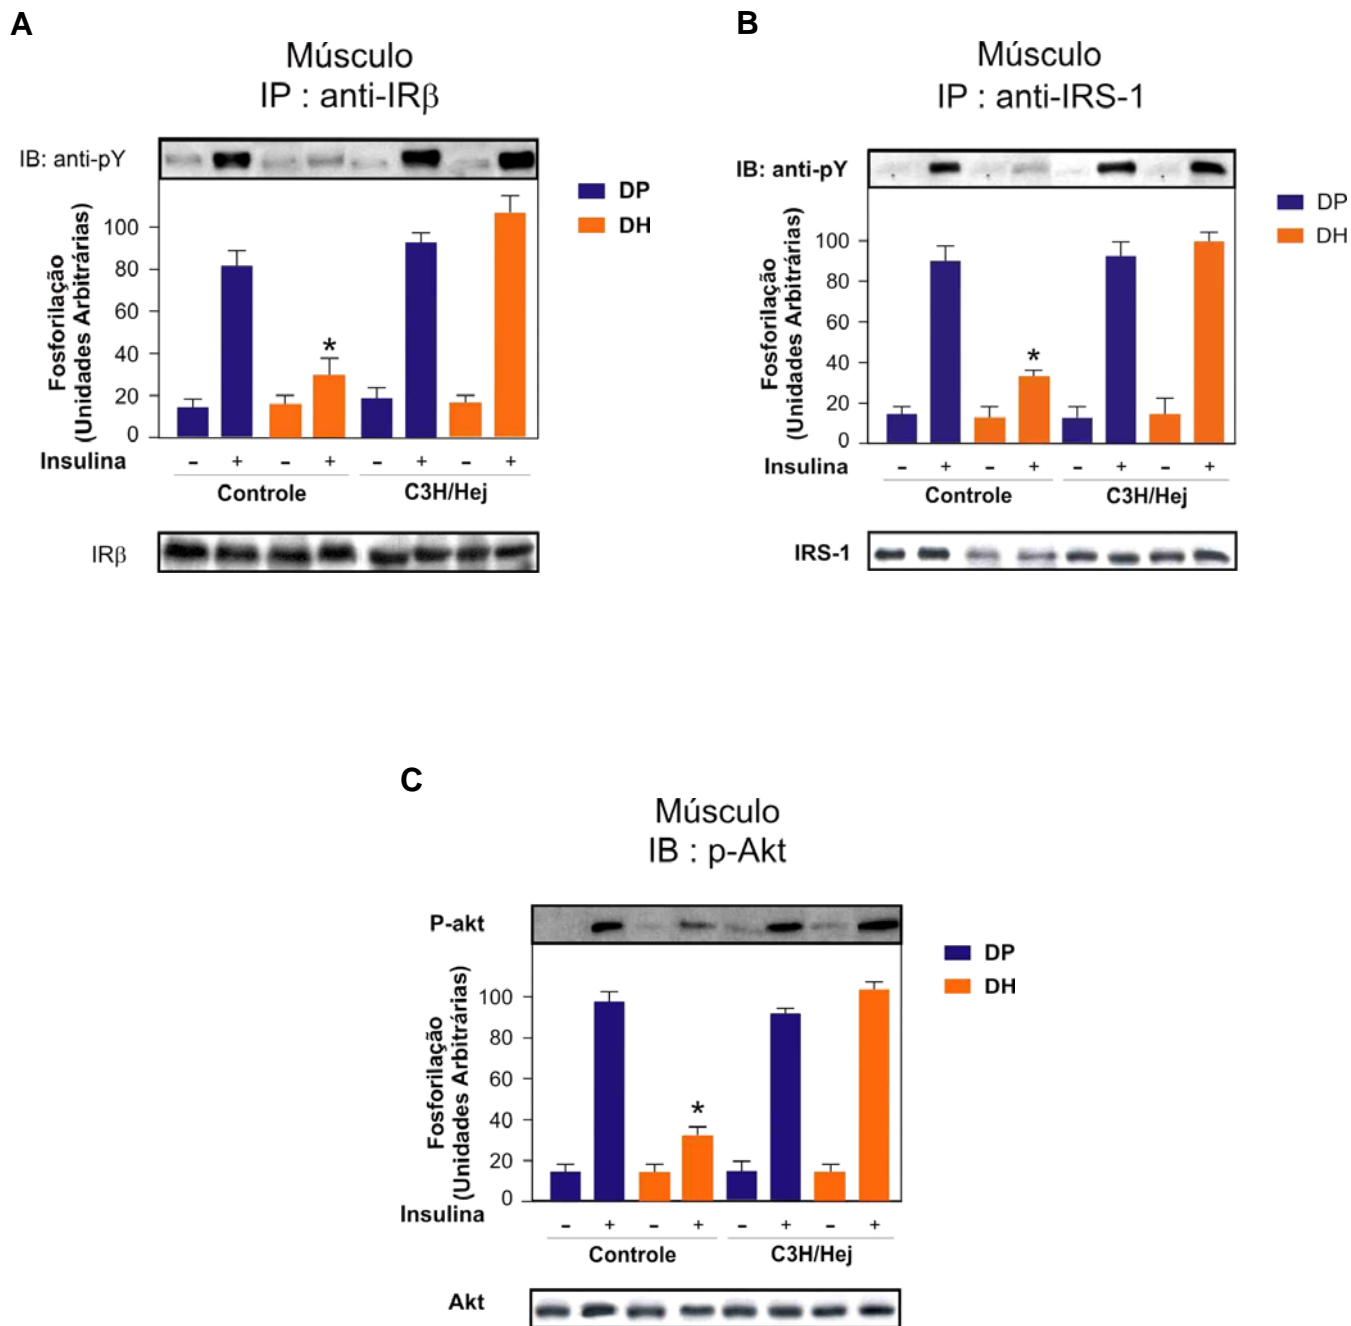 A
Músculo
IP : anti-IRβ
IB: anti-pY
DP
DH
Fosforilação
(Unidades Arbitrárias)
100
80
60
40
20
0
*
Insulina - + - + - + - +
Controle C3H/Hej
IRβ
B
Músculo
IP : anti-IRS-1
IB: anti-pY
DP
DH
Fosforilação
(Unidades Arbitrárias)
100
80
60
40
20
0
*
Insulina - + - + - + - +
Controle C3H/Hej
IRS-1
C
Músculo
IB : p-Akt
P-akt
DP
DH
Fosforilação
(Unidades Arbitrárias)
100
80
60
40
20
0
*
Insulina - + - + - + - +
Controle C3H/Hej
Akt